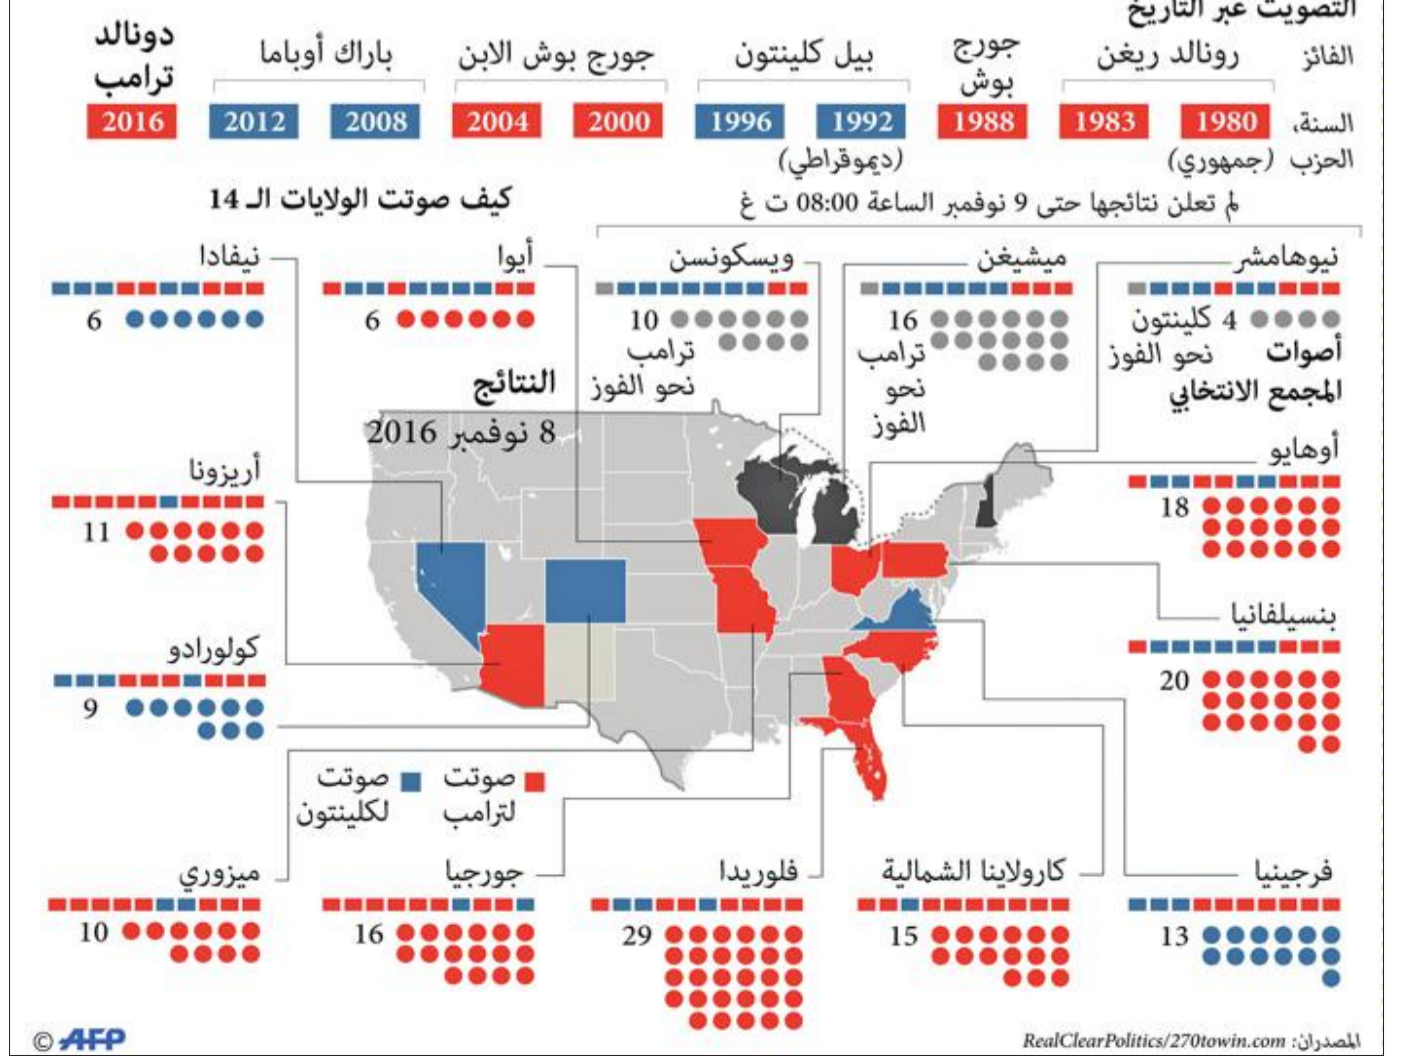 التصويت عبر التاريخ
الفائز
رونالد ريغن
جورج
بوش
بيل كلينتون
جورج بوش الابن
باراك أوباما
دونالد
ترامب
السنة،
1980
1983
1988
1992
1996
2000
2004
2008
2012
2016
الحزب
(جمهوري)
(ديموقراطي)
كيف صوتت الولايات الـ 14
لم تعلن نتائجها حتى 9 نوفمبر الساعة 08:00 ت غ
نيوهامشر
4
كلينتون
نحو الفوز
أصوات
المجمع الانتخابي
ميشيغن
16
ترامب
نحو
الفوز
ويسكونسن
10
ترامب
نحو الفوز
أيوا
6
نيفادا
6
النتائج
8 نوفمبر 2016
أوهايو
18
أريزونا
11
بنسيلفانيا
20
كولورادو
9
صوتت
لترامب
صوتت
لكلينتون
فرجينيا
13
كارولاينا الشمالية
15
فلوريدا
29
جورجيا
16
ميزوري
10
المصدران: RealClearPolitics/270towin.com
© AFP